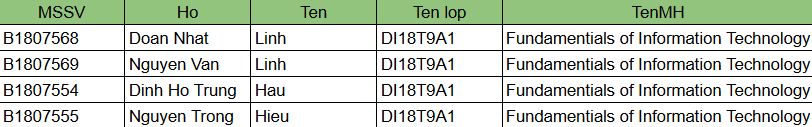 MSSV Ho Ten Ten lop TenMH
B1807568 Doan Nhat Linh DI18T9A1 Fundamentials of Information Technology
B1807569 Nguyen Van Linh DI18T9A1 Fundamentials of Information Technology
B1807554 Dinh Ho Trung Hau DI18T9A1 Fundamentials of Information Technology
B1807555 Nguyen Trong Hieu DI18T9A1 Fundamentials of Information Technology